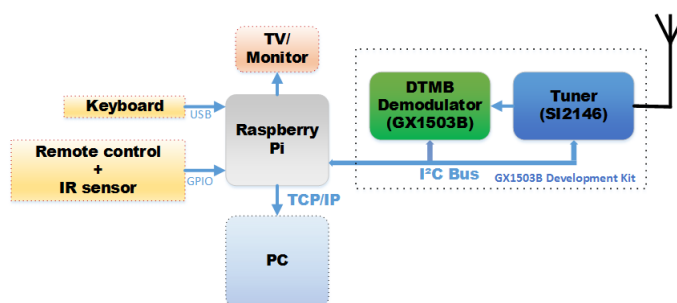 TV/
Monitor
Keyboard
USB
Remote control
+
IR sensor
GPIO
Raspberry
Pi
TCP/IP
PC
DTMB
Demodulator
(GX1503B)
Tuner
(SI2146)
I²C Bus
GX1503B Development Kit